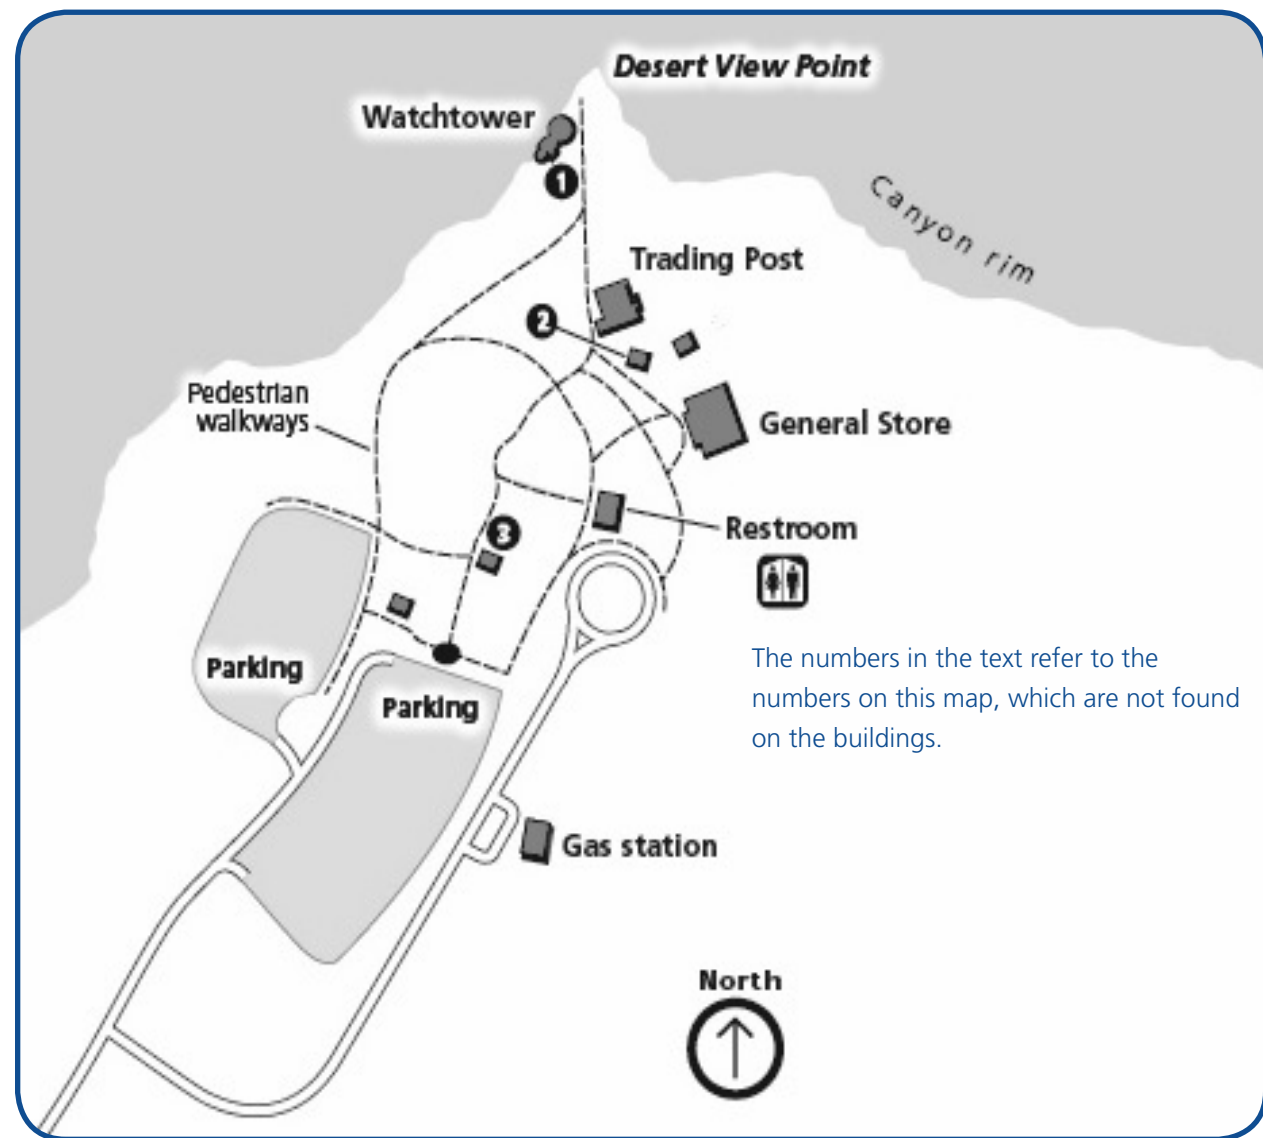 Desert View Point
Watchtower
1
Canyon rim
Trading Post
2
Pedestrian
walkways
General Store
3
Restroom
Parking
Parking
The numbers in the text refer to the
numbers on this map, which are not found
on the buildings.
Gas station
North